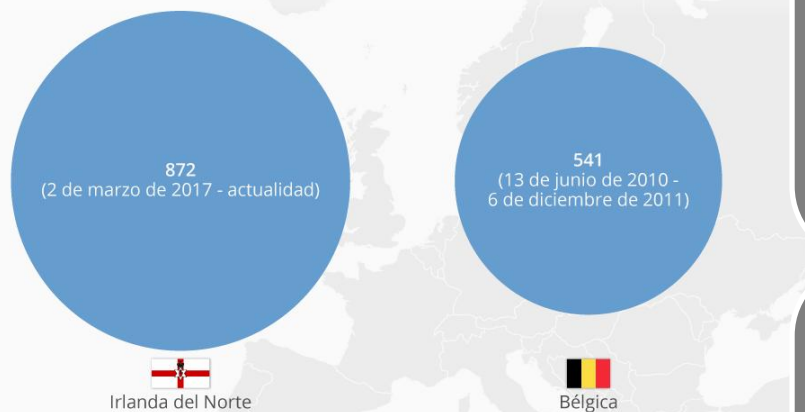 872
(2 de marzo de 2017 - actualidad)
541
(13 de junio de 2010 -
6 de diciembre de 2011)
Irlanda del Norte
Bélgica